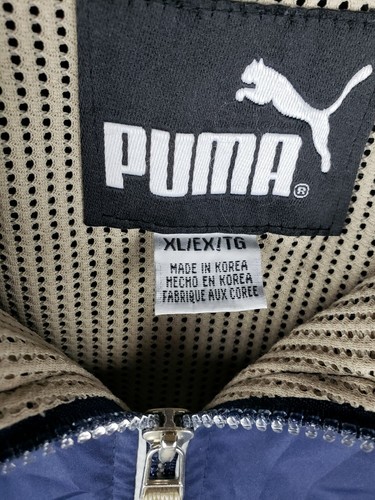 PUMA®
XL/EX/TG
MADE IN KOREA
HECHO EN KOREA
FABRIQUE AUX COREE